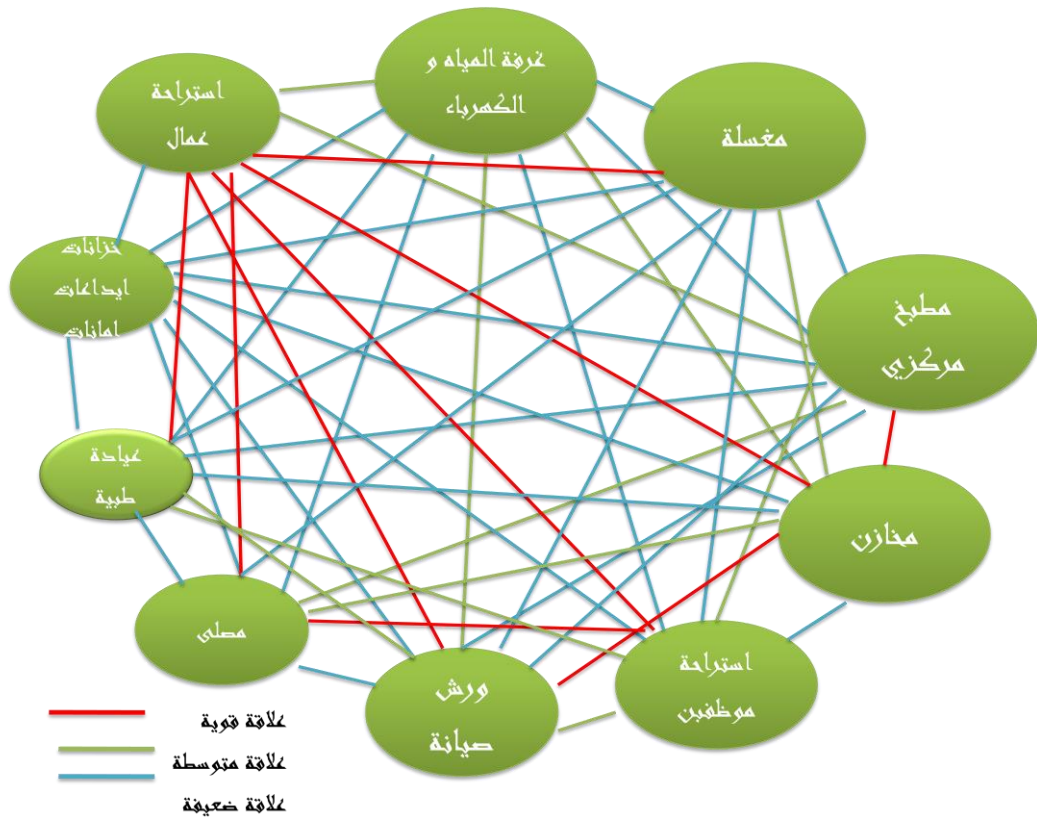 غرفة المياه و
الكهرباء
استراحة
عمال
مغسلة
خزانات
ايداعات
امانات
مطبخ
مركزي
عيادة
طبية
مخازن
مصلى
استراحة
موظفين
ورش
صيانة
علاقة قوية
علاقة متوسطة
علاقة ضعيفة